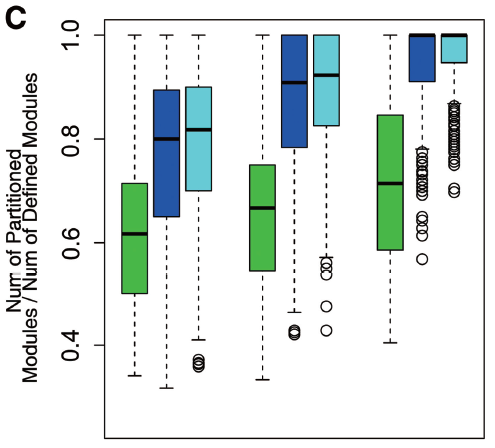 C
Num of Partitioned
Modules / Num of Defined Modules
1.0
0.8
0.6
0.4